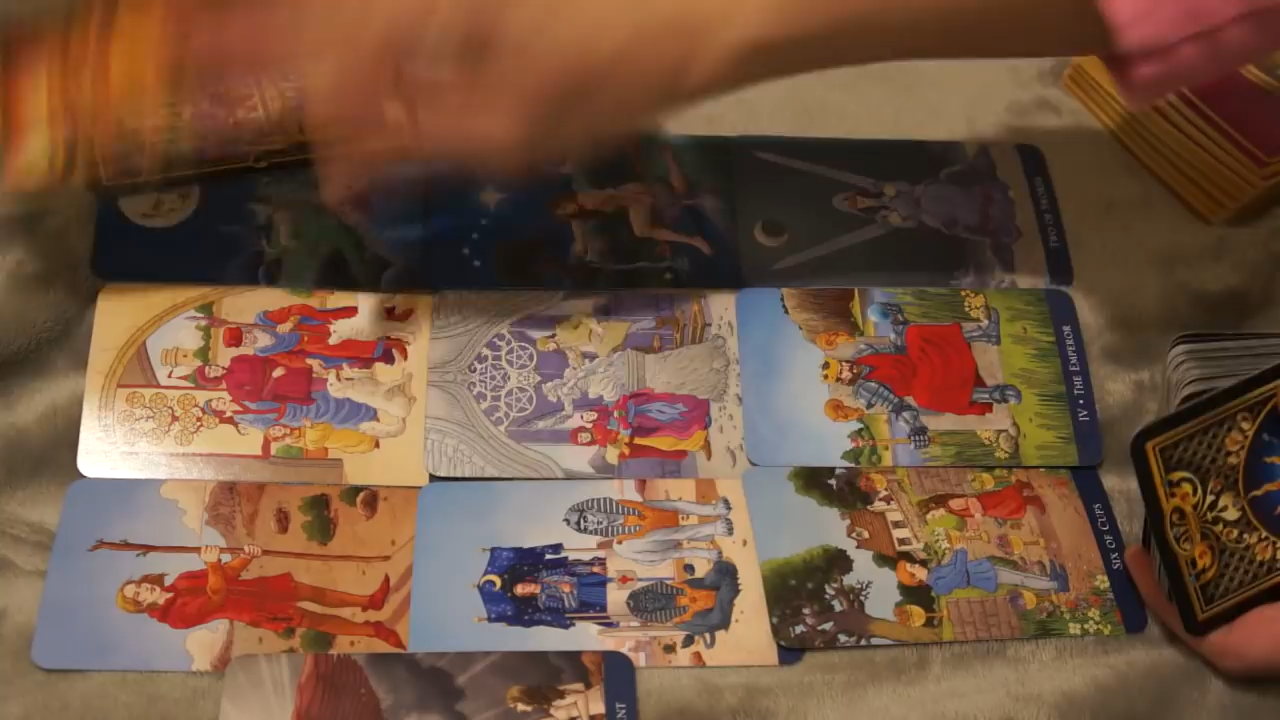 TWO OF SWORDS
IV • THE EMPEROR
SIX OF CUPS